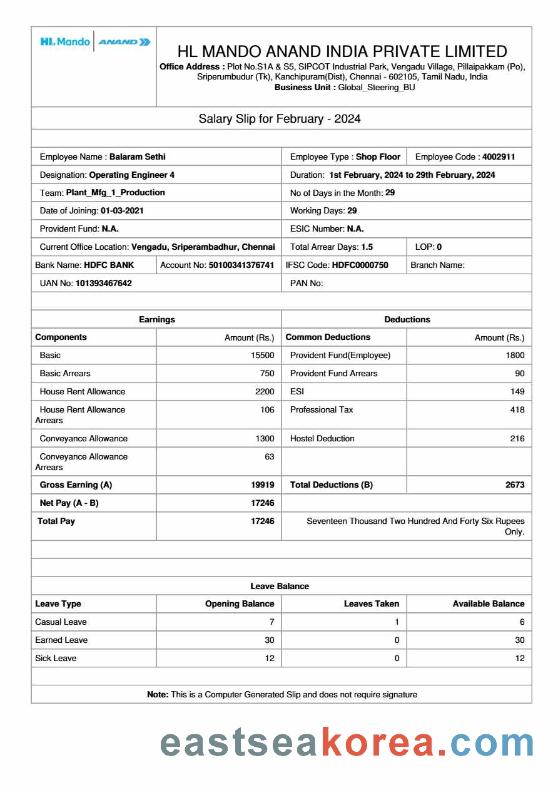 HL Mando ANAND
HL MANDO ANAND INDIA PRIVATE LIMITED
Office Address : Plot No.S1A & S5, SIPCOT Industrial Park, Vengadu Village, Pillaipakkam (Po),
Sriperumbudur (Tk), Kanchipuram(Dist), Chennai - 602105, Tamil Nadu, India
Business Unit : Global_Steering_BU
Salary Slip for February - 2024
Employee Name : Balaram Sethi Employee Type : Shop Floor Employee Code : 4002911
Designation: Operating Engineer 4 Duration: 1st February, 2024 to 29th February, 2024
Team: Plant_Mfg_1_Production No of Days in the Month: 29
Date of Joining: 01-03-2021 Working Days: 29
Provident Fund: N.A. ESIC Number: N.A.
Current Office Location: Vengadu, Sriperambadhur, Chennai Total Arrear Days: 1.5 LOP: 0
Bank Name: HDFC BANK Account No: 50100341376741 IFSC Code: HDFC0000750 Branch Name:
UAN No: 101393467642 PAN No:
Earnings Deductions
Components Amount (Rs.) Common Deductions Amount (Rs.)
Basic 15500 Provident Fund(Employee) 1800
Basic Arrears 750 Provident Fund Arrears 90
House Rent Allowance 2200 ESI 149
House Rent Allowance 106 Professional Tax 418
Arrears
Conveyance Allowance 1300 Hostel Deduction 216
Conveyance Allowance 63
Arrears
Gross Earning (A) 19919 Total Deductions (B) 2673
Net Pay (A - B) 17246
Total Pay 17246 Seventeen Thousand Two Hundred And Forty Six Rupees
Only.
Leave Balance
Leave Type Opening Balance Leaves Taken Available Balance
Casual Leave 7 1 6
Earned Leave 30 0 30
Sick Leave 12 0 12
Note: This is a Computer Generated Slip and does not require signature
eastseakorea.com